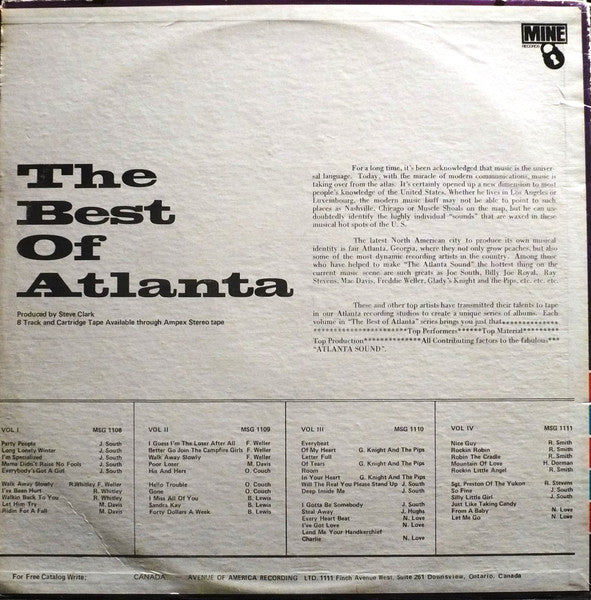 MINE
RECORDS
The
Best
Of
Atlanta
Produced by Steve Clark
8 Track and Cartridge Tape Available through Ampex Stereo tape
For a long time, it's been acknowledged that music is the univer-
sal language. Today, with the miracle of modern communications, music is
taking over from the atlas. It's certainly opened up a new dimension to most
people's knowledge of the United States. Whether he lives in Los Angeles or
Luxembourg, the modern music buff may not be able to point to such
places as Nashville, Chicago or Muscle Shoals on the map, but he can un-
doubtedly identify the highly individual "sounds" that are waxed in these
musical hot spots of the U. S.
The latest North American city to produce its own musical
identity is fair Atlanta, Georgia, where they not only grow peaches, but also
some of the most dynamic recording artists in the country. Among those
who have helped to make "The Atlanta Sound" the hottest thing on the
current music scene are such greats as Joe South, Billy Joe Royal, Ray
Stevens, Mac Davis, Freddie Weller, Glady's Knight and the Pips, etc. etc. etc.
These and other top artists have transmitted their talents to tape
in our Atlanta recording studios to create a unique series of albums. Each
volume in "The Best of Atlanta" series brings you just that**************
**********************Top Performers******Top Material**********
Top Production**************All Contributing factors to the fabulous***
"ATLANTA SOUND".
VOL I MSG 1108
Party People J. South
Long Lonely Winter J. South
I'm Specialized J. South
Mama Didn't Raise No Fools J. South
Everybody's Got A Girl J. South
Walk Away Slowly R.Whitley F. Weller
I've Been Hurt R. Whitley
Walkin Back To You R. Whitley
Let Him Try M. Davis
Ridin For A Fall M. Davis
VOL II MSG 1109
I Guess I'm The Loser After All F. Weller
Better Go Join The Campfire Girls F. Weller
Walk Away Slowly F. Weller
Poor Loser M. Davis
His And Hers O. Couch
Hello Trouble O. Couch
Gone O. Couch
I Miss All Of You B. Lewis
Sandra Kay B. Lewis
Forty Dollars A Week B. Lewis
VOL III MSG 1110
Everybeat
Of My Heart G. Knight And The Pips
Letter Full
Of Tears G. Knight And The Pips
Room
In Your Heart G. Knight And The Pips
Will The Real You Please Stand Up J. South
Deep Inside Me J. South
I Gotta Be Somebody J. South
Steal Away J. Hughs
Every Heart Beat N. Love
I've Got Love N. Love
Lend Me Your Handkerchief
Charlie N. Love
VOL IV MSG 1111
Nice Guy R. Smith
Rockin Robin R. Smith
Robin The Cradle R. Smith
Mountain Of Love H. Dorman
Rockin Little Angel R. Smith
Sgt. Preston Of The Yukon R. Stevens
So Fine J. South
Silly Little Girl J. South
Just Like Taking Candy
From A Baby N. Love
Let Me Go N. Love
For Free Catalog Write; CANADA... — AVENUE OF AMERICA RECORDING LTD. 1111 Finch Avenue West, Suite 261 Downsview, Ontario, Canada